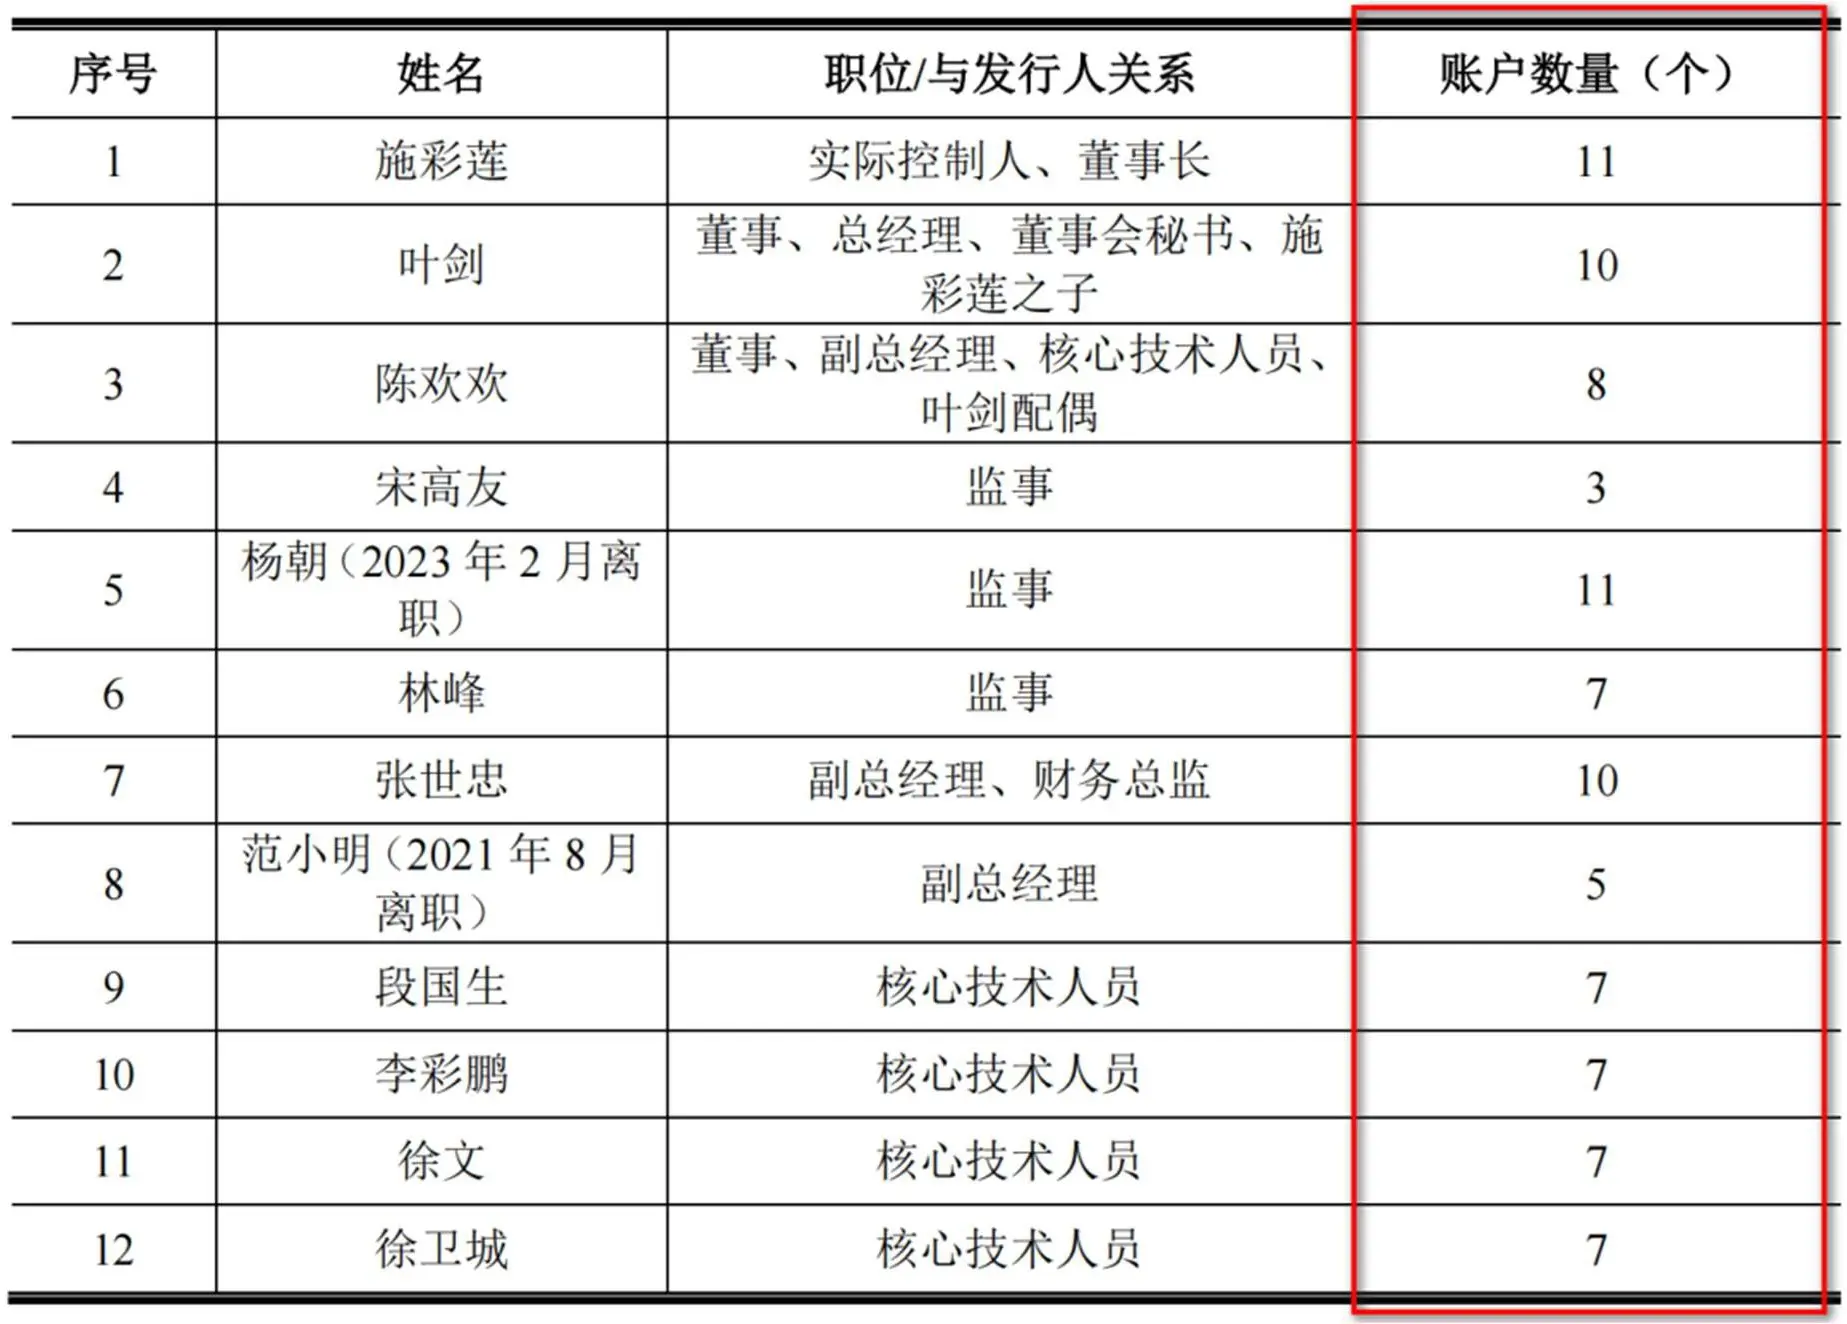 序号 姓名 职位/与发行人关系 账户数量（个）
1 施彩莲 实际控制人、董事长 11
2 叶剑 董事、总经理、董事会秘书、施
彩莲之子 10
3 陈欢欢 董事、副总经理、核心技术人员、
叶剑配偶 8
4 宋高友 监事 3
5 杨朝（2023 年 2 月离
职） 监事 11
6 林峰 监事 7
7 张世忠 副总经理、财务总监 10
8 范小明（2021 年 8 月
离职） 副总经理 5
9 段国生 核心技术人员 7
10 李彩鹏 核心技术人员 7
11 徐文 核心技术人员 7
12 徐卫城 核心技术人员 7